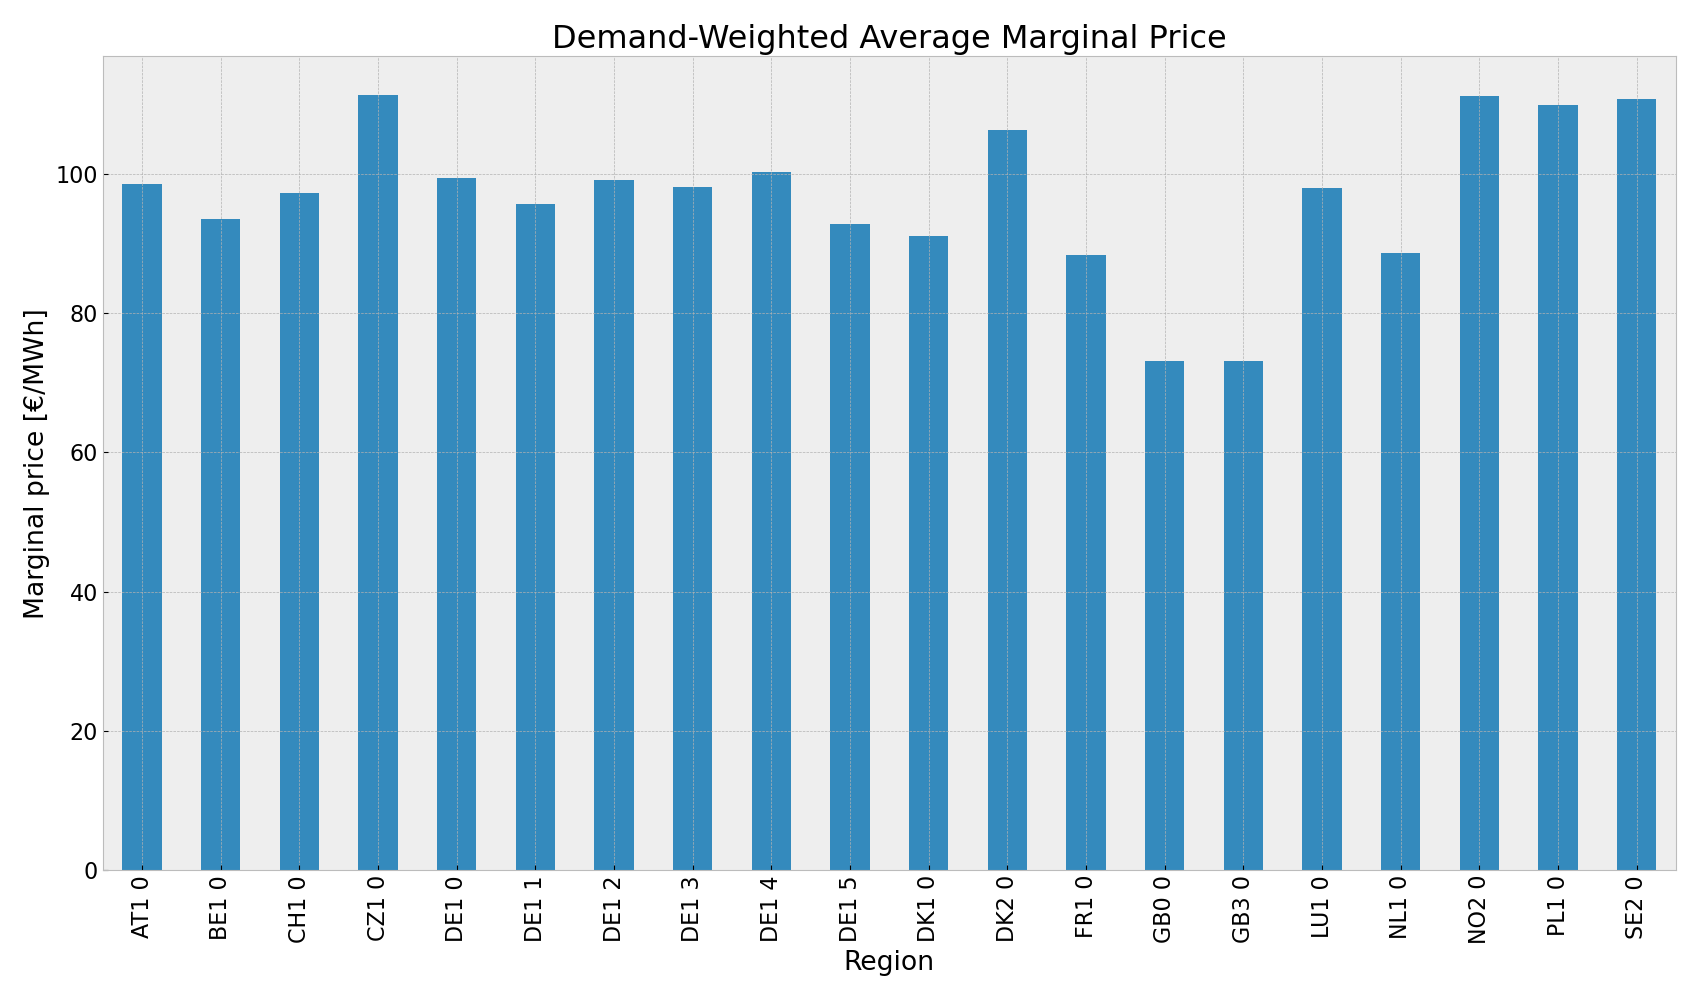 Demand-Weighted Average Marginal Price
Marginal price [€/MWh]
100
80
60
40
20
0
AT1 0
BE1 0
CH1 0
CZ1 0
DE1 0
DE1 1
DE1 2
DE1 3
DE1 4
DE1 5
DK1 0
DK2 0
FR1 0
GB0 0
GB3 0
LU1 0
NL1 0
NO2 0
PL1 0
SE2 0
Region